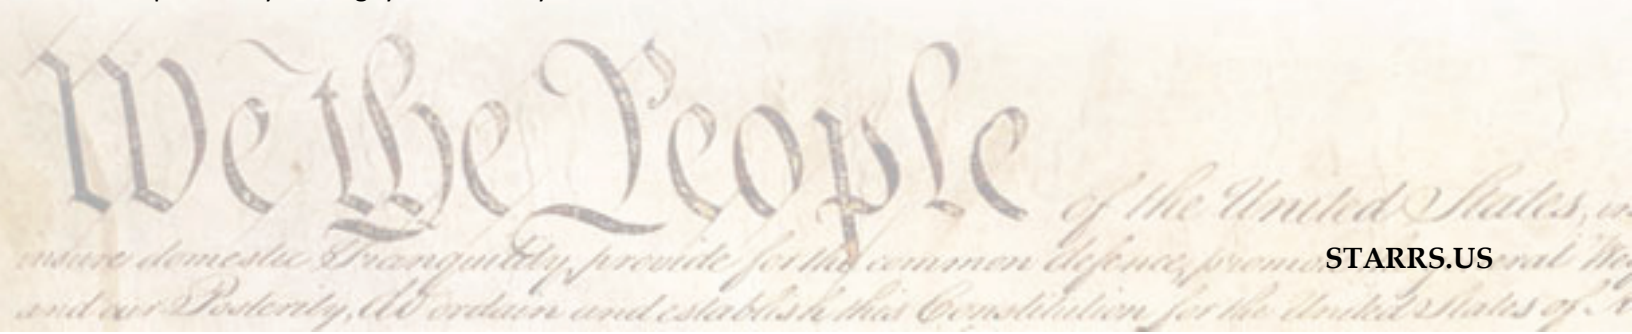 We the People of the United States,
insure domestic Tranquility, provide for the common defence, STARRS.US
and our Posterity, do ordain and establish this Constitution for the United States of